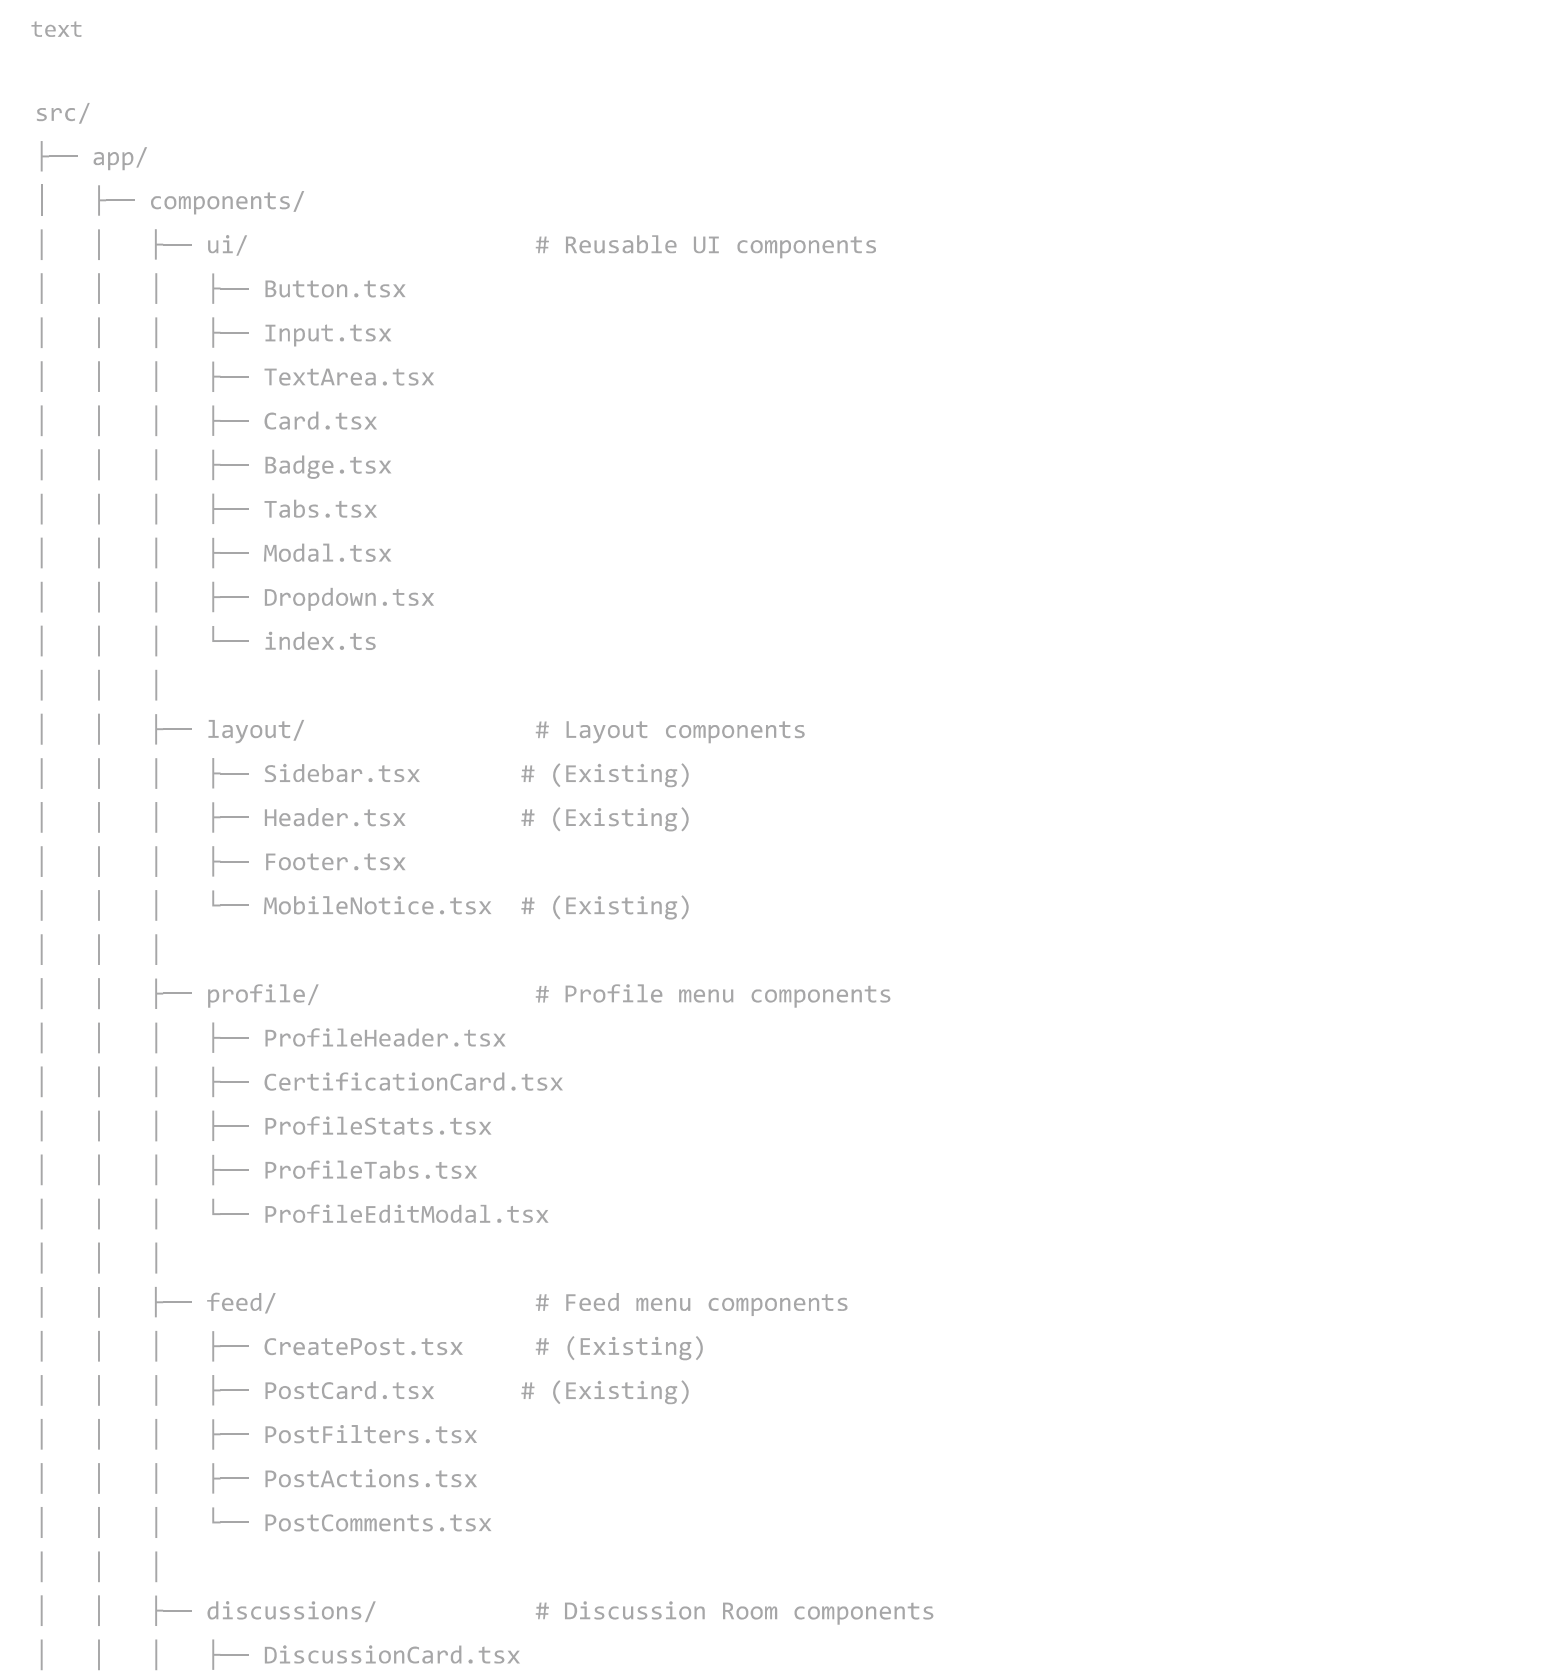 text
src/
├── app/
│   ├── components/
│   │   ├── ui/                    # Reusable UI components
│   │   │   ├── Button.tsx
│   │   │   ├── Input.tsx
│   │   │   ├── TextArea.tsx
│   │   │   ├── Card.tsx
│   │   │   ├── Badge.tsx
│   │   │   ├── Tabs.tsx
│   │   │   ├── Modal.tsx
│   │   │   ├── Dropdown.tsx
│   │   │   └── index.ts
│   │   │
│   │   ├── layout/                # Layout components
│   │   │   ├── Sidebar.tsx       # (Existing)
│   │   │   ├── Header.tsx        # (Existing)
│   │   │   ├── Footer.tsx
│   │   │   └── MobileNotice.tsx  # (Existing)
│   │   │
│   │   ├── profile/               # Profile menu components
│   │   │   ├── ProfileHeader.tsx
│   │   │   ├── CertificationCard.tsx
│   │   │   ├── ProfileStats.tsx
│   │   │   ├── ProfileTabs.tsx
│   │   │   └── ProfileEditModal.tsx
│   │   │
│   │   ├── feed/                  # Feed menu components
│   │   │   ├── CreatePost.tsx     # (Existing)
│   │   │   ├── PostCard.tsx      # (Existing)
│   │   │   ├── PostFilters.tsx
│   │   │   ├── PostActions.tsx
│   │   │   └── PostComments.tsx
│   │   │
│   │   ├── discussions/           # Discussion Room components
│   │   │   ├── DiscussionCard.tsx